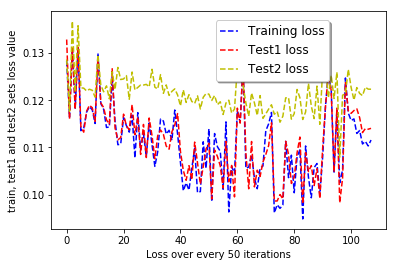 Training loss
Test1 loss
Test2 loss
train, test1 and test2 sets loss value
0.13
0.12
0.11
0.10
0
20
40
60
80
100
Loss over every 50 iterations